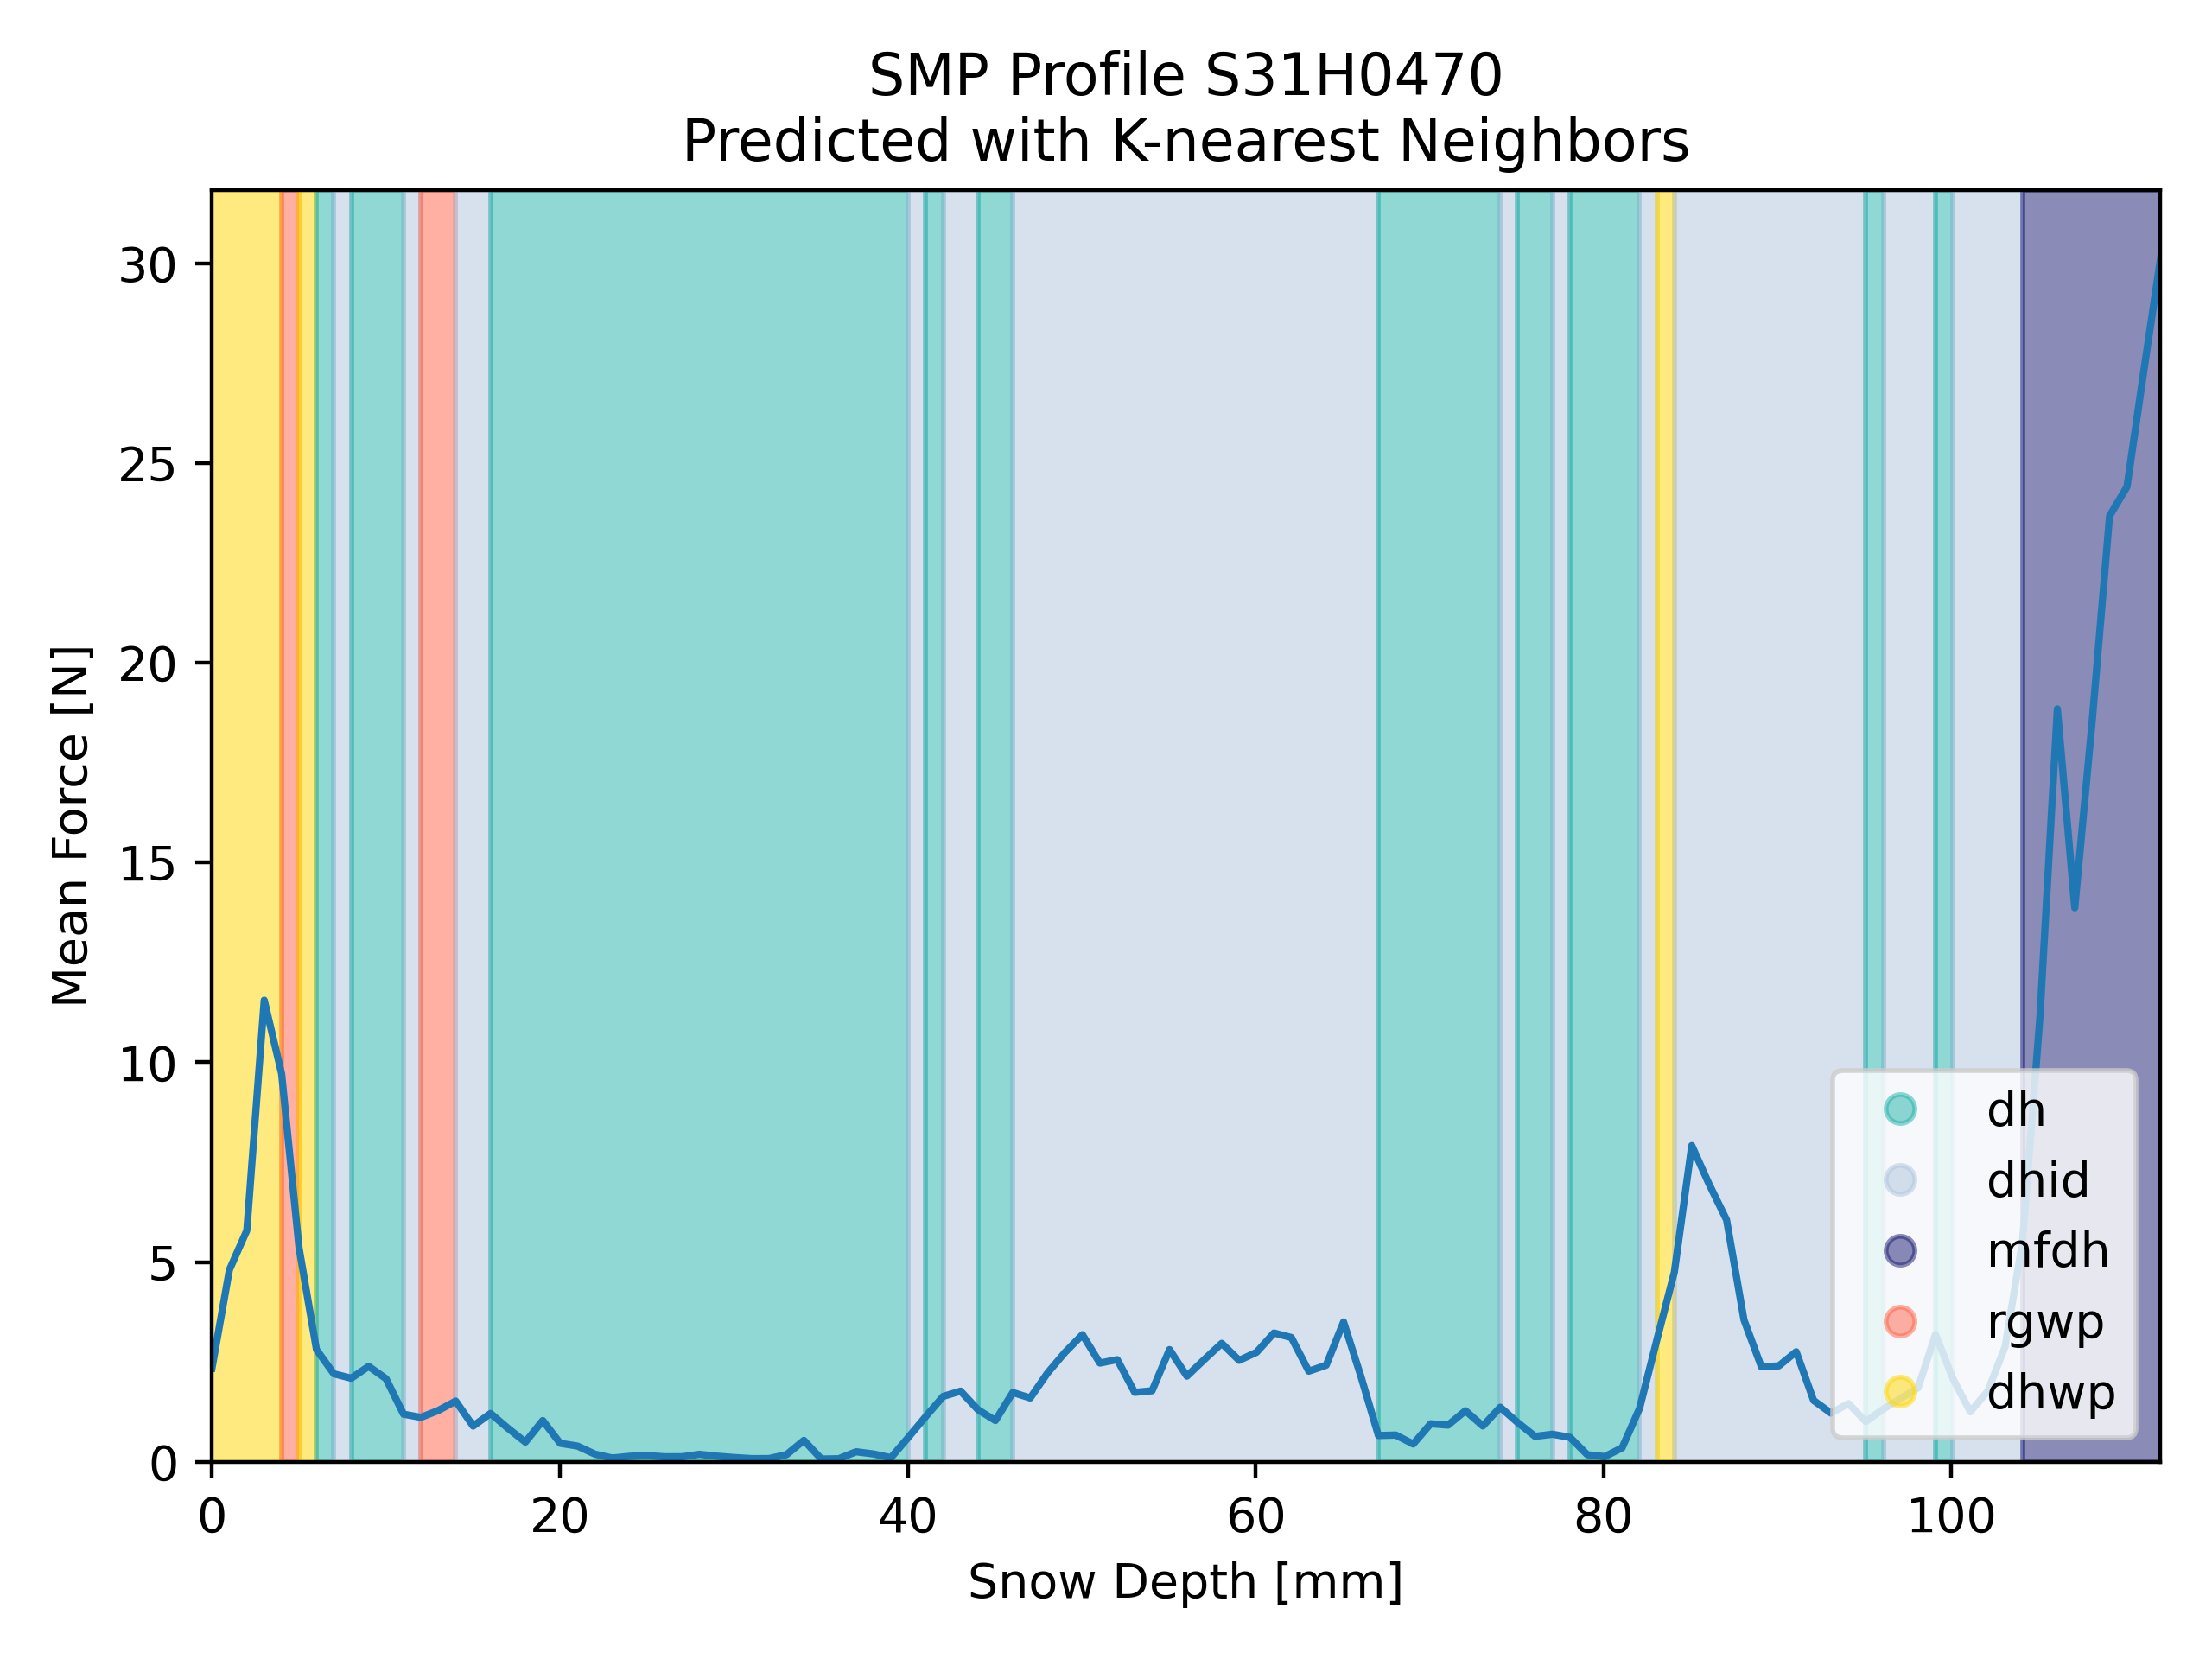 SMP Profile S31H0470
Predicted with K-nearest Neighbors
30
25
20
15
10
5
0
Mean Force [N]
0 20 40 60 80 100
Snow Depth [mm]
dh
dhid
mfdh
rgwp
dhwp